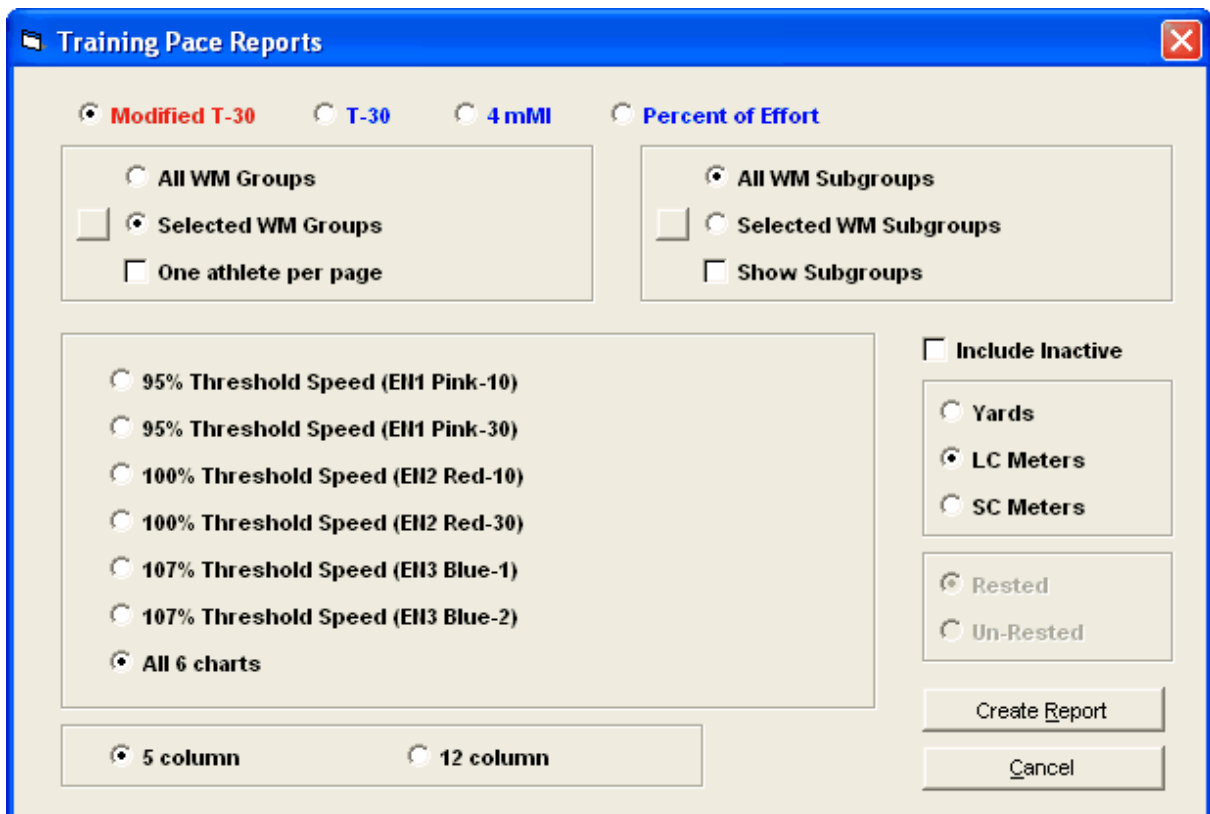 Training Pace Reports
Modified T-30 T-30 4 mMl Percent of Effort
All WM Groups
Selected WM Groups
One athlete per page
All WM Subgroups
Selected WM Subgroups
Show Subgroups
95% Threshold Speed (EN1 Pink-10)
95% Threshold Speed (EN1 Pink-30)
100% Threshold Speed (EN2 Red-10)
100% Threshold Speed (EN2 Red-30)
107% Threshold Speed (EN3 Blue-1)
107% Threshold Speed (EN3 Blue-2)
All 6 charts
Include Inactive
Yards
LC Meters
SC Meters
Rested
Un-Rested
5 column 12 column
Create Report
Cancel